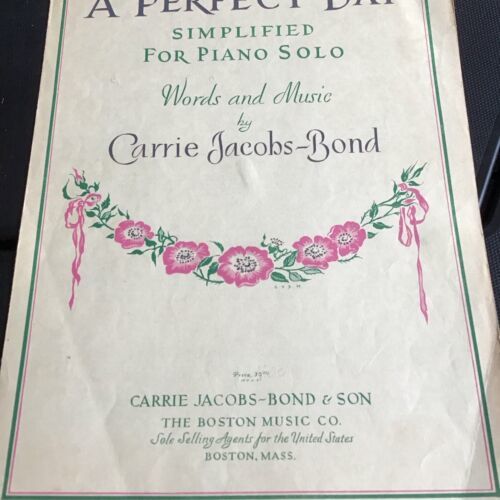 A PERFECT DAY
SIMPLIFIED
FOR PIANO SOLO
Words and Music
by
Carrie Jacobs-Bond
CARRIE JACOBS-BOND & SON
THE BOSTON MUSIC CO.
Sole Selling Agents for the United States
BOSTON, MASS.